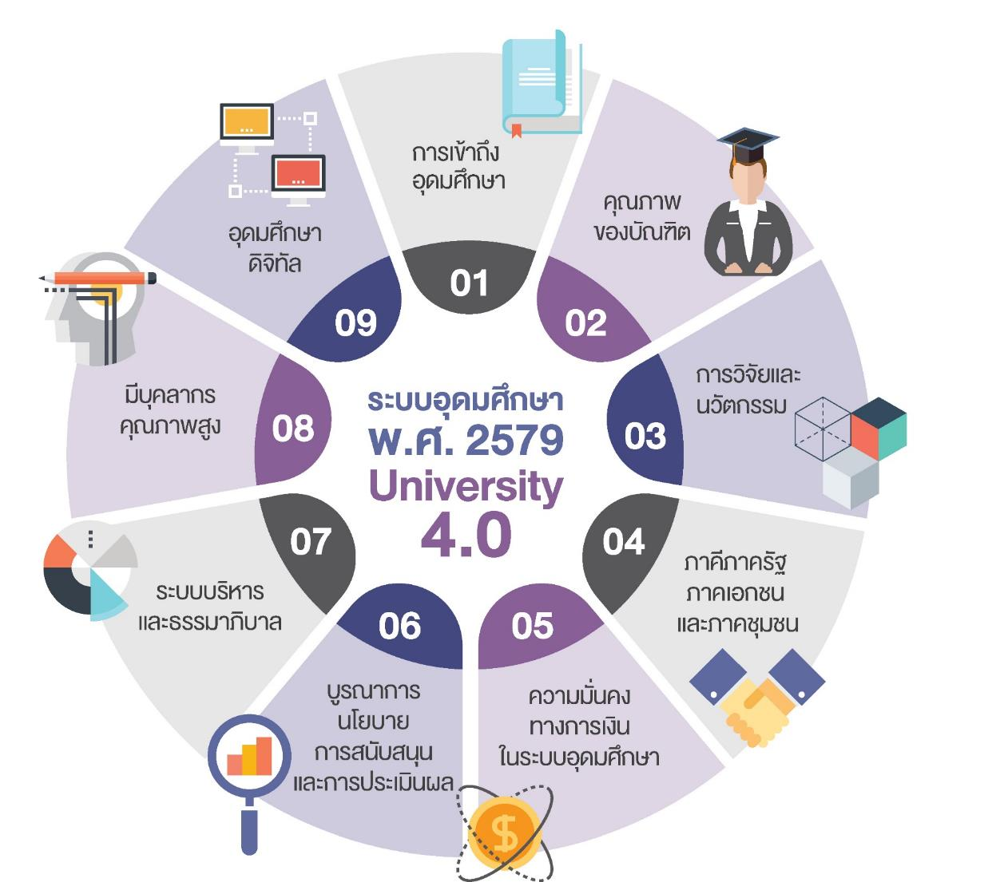 การเข้าถึง
อุดมศึกษา
01
คุณภาพ
ของบัณฑิต
02
การวิจัยและ
นวัตกรรม
03
ภาคีภาครัฐ
ภาคเอกชน
และภาคชุมชน
04
05
ความมั่นคง
ทางการเงิน
ในระบบอุดมศึกษา
06
บูรณาการ
นโยบาย
การสนับสนุน
และการประเมินผล
07
ระบบบริหาร
และธรรมาภิบาล
08
มีบุคลากร
คุณภาพสูง
09
อุดมศึกษา
ดิจิทัล
ระบบอุดมศึกษา
พ.ศ. 2579
University
4.0
$